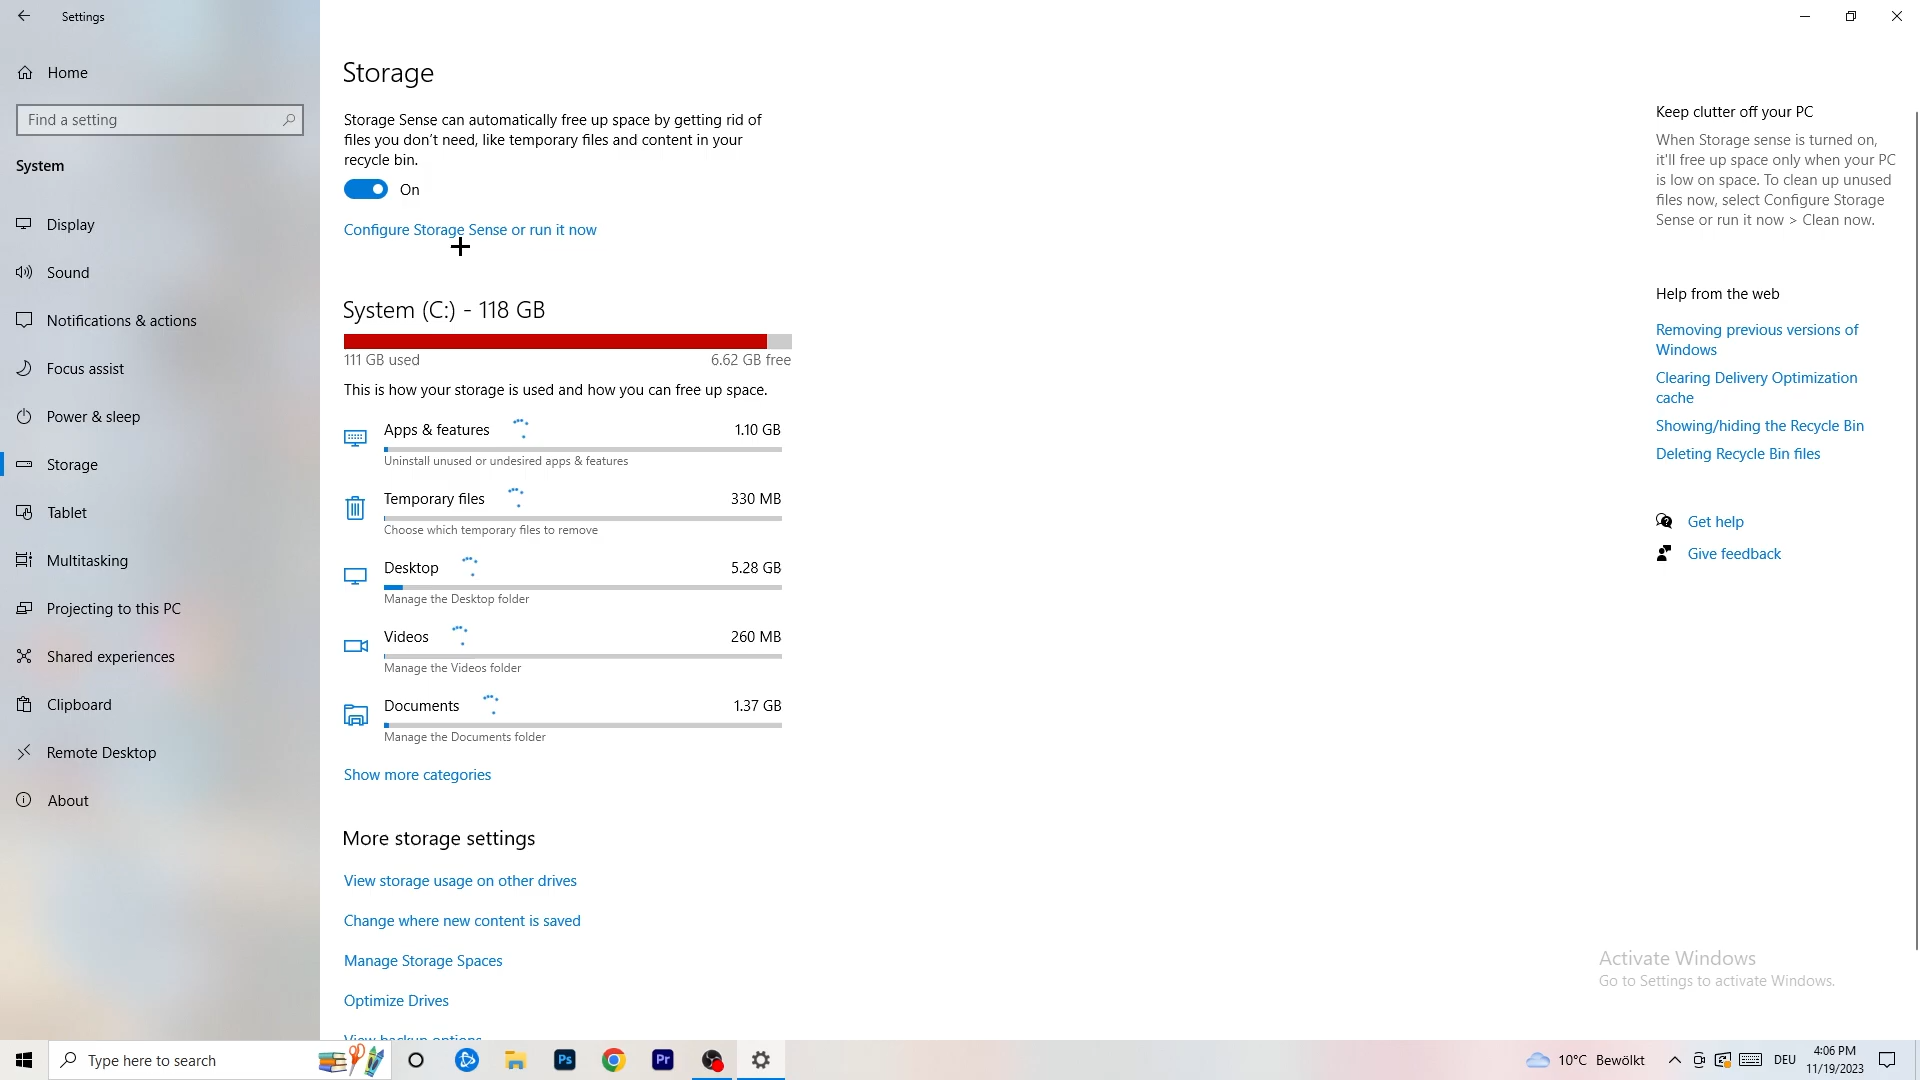 Settings
Home
Find a setting
System
Display
Sound
Notifications & actions
Focus assist
Power & sleep
Storage
Tablet
Multitasking
Projecting to this PC
Shared experiences
Clipboard
Remote Desktop
About
Storage
Storage Sense can automatically free up space by getting rid of
files you don't need, like temporary files and content in your
recycle bin.
On
Configure Storage Sense or run it now
System (C:) - 118 GB
111 GB used
6.62 GB free
This is how your storage is used and how you can free up space.
Apps & features
1.10 GB
Uninstall unused or undesired apps & features
Temporary files
330 MB
Choose which temporary files to remove
Desktop
5.28 GB
Manage the Desktop folder
Videos
260 MB
Manage the Videos folder
Documents
1.37 GB
Manage the Documents folder
Show more categories
More storage settings
View storage usage on other drives
Change where new content is saved
Manage Storage Spaces
Optimize Drives
View backup options
Keep clutter off your PC
When Storage sense is turned on,
it'll free up space only when your PC
is low on space. To clean up unused
files now, select Configure Storage
Sense or run it now > Clean now.
Help from the web
Removing previous versions of
Windows
Clearing Delivery Optimization
cache
Showing/hiding the Recycle Bin
Deleting Recycle Bin files
Get help
Give feedback
Activate Windows
Go to Settings to activate Windows.
Type here to search
Ps
Pr
10°C Bewölkt
DEU
4:06 PM
11/19/2023